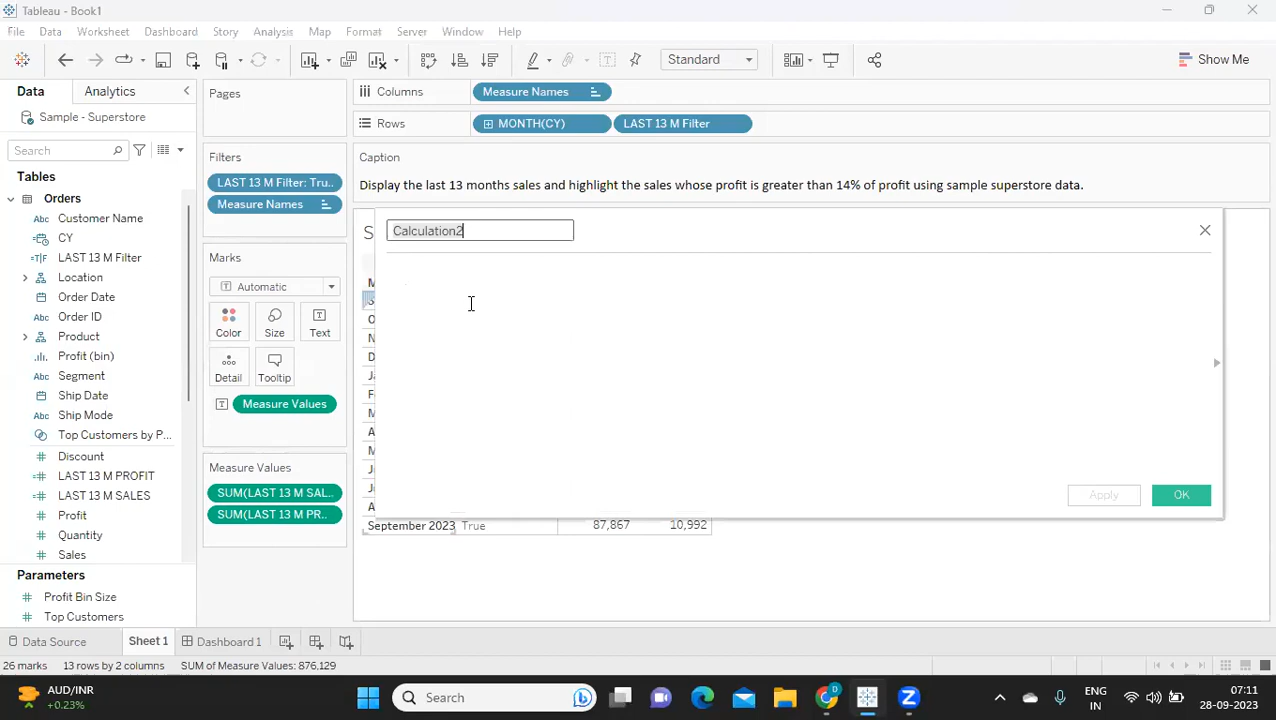 Tableau - Book1
File Data Worksheet Dashboard Story Analysis Map Format Server Window Help
Standard
Show Me
Data Analytics
Sample - Superstore
Search
Tables
Orders
Abc Customer Name
CY
LAST 13 M Filter
Location
Order Date
Order ID
Product
Profit (bin)
Abc Segment
Ship Date
Abc Ship Mode
Top Customers by P...
Discount
LAST 13 M PROFIT
LAST 13 M SALES
Profit
Quantity
Sales
Parameters
Profit Bin Size
Top Customers
Pages
Filters
LAST 13 M Filter: Tru..
Measure Names
Marks
Automatic
Color Size Text
Detail Tooltip
Measure Values
Measure Values
SUM(LAST 13 M SAL..
SUM(LAST 13 M PR..
Columns Measure Names
Rows MONTH(CY) LAST 13 M Filter
Caption
Display the last 13 months sales and highlight the sales whose profit is greater than 14% of profit using sample superstore data.
S
Calculation2
M
S
O
N
D
Ja
F
M
A
M
J
J
A
Apply OK
September 2023 True 87,867 10,992
Data Source Sheet 1 Dashboard 1
26 marks 13 rows by 2 columns SUM of Measure Values: 876,129
AUD/INR
+0.23%
Search
ENG
IN
07:11
28-09-2023